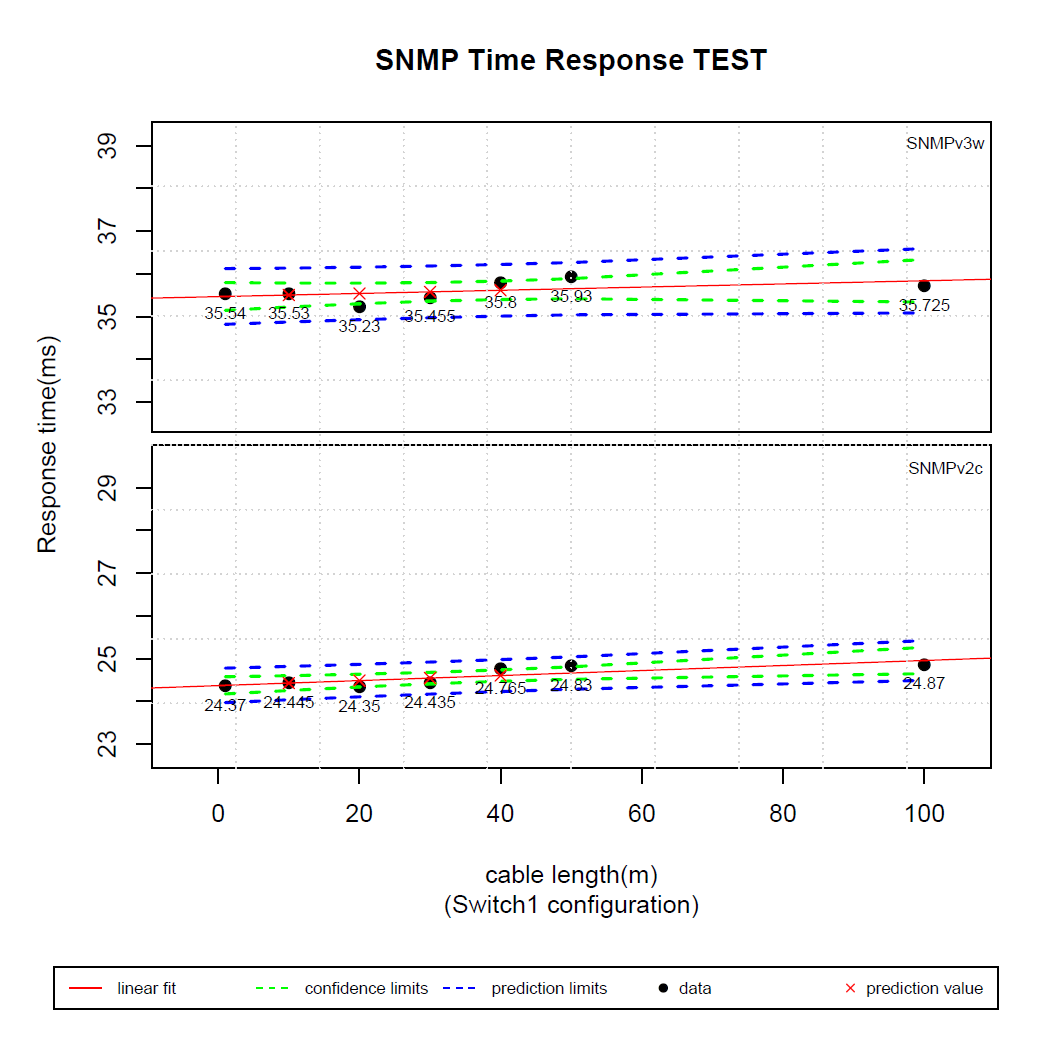 SNMP Time Response TEST
SNMPv3w
39
37
35
33
35.54 35.53 35.23 35.455 35.8 35.93 35.725
Response time(ms)
SNMPv2c
29
27
25
23
24.37 24.445 24.35 24.435 24.765 24.83 24.87
0 20 40 60 80 100
cable length(m)
(Switch1 configuration)
linear fit confidence limits prediction limits data prediction value